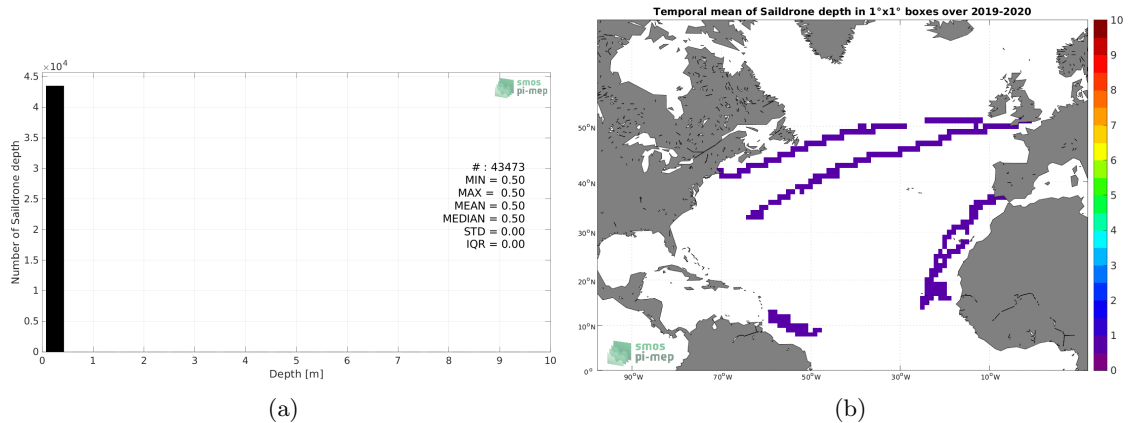 ×10⁴
4.5
4
3.5
3
2.5
2
1.5
1
0.5
0
Number of Saildrone depth
smos
pi-mep
# : 43473
MIN = 0.50
MAX = 0.50
MEAN = 0.50
MEDIAN = 0.50
STD = 0.00
IQR = 0.00
0 1 2 3 4 5 6 7 8 9 10
Depth [m]
(a)
Temporal mean of Saildrone depth in 1°x1° boxes over 2019-2020
50°N
40°N
30°N
20°N
10°N
0°
90°W 70°W 50°W 30°W 10°W
smos
pi-mep
10
9
8
7
6
5
4
3
2
1
0
(b)